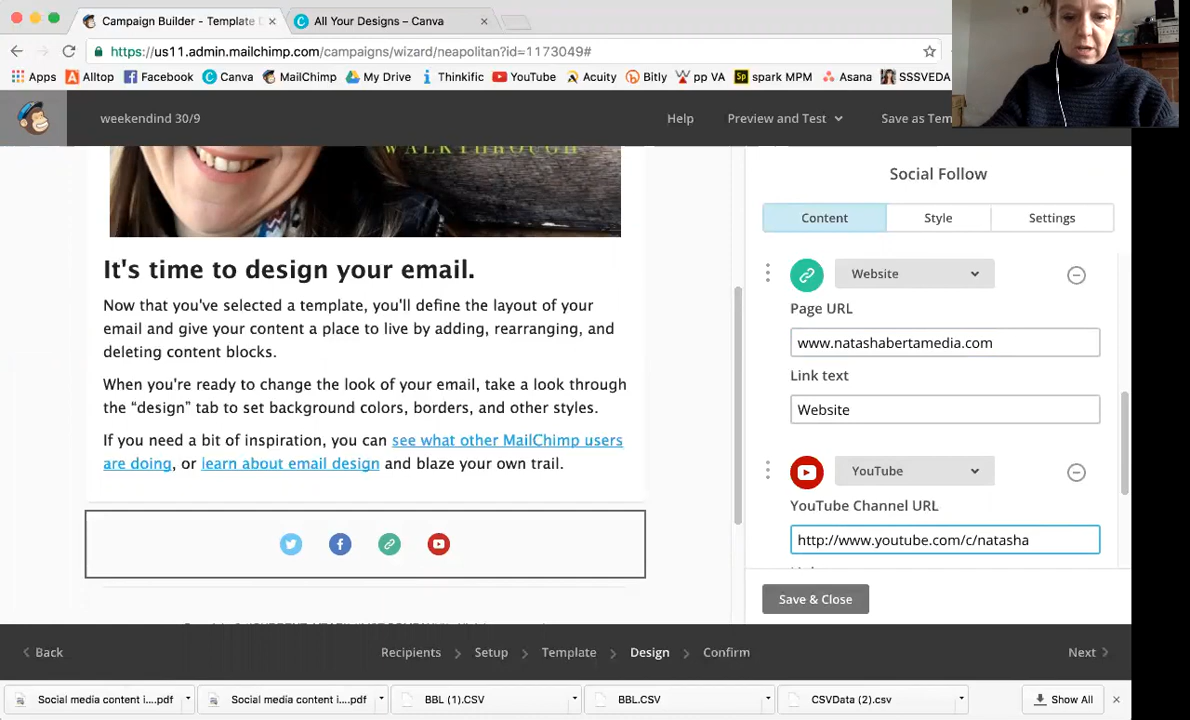 Campaign Builder - Template D
All Your Designs – Canva
https://us11.admin.mailchimp.com/campaigns/wizard/neapolitan?id=1173049#
Apps Alltop Facebook Canva MailChimp My Drive Thinkific YouTube Acuity Bitly pp VA spark MPM Asana SSSVEDA
weekendind 30/9
Help
Preview and Test
Save as Tem
WALKTHROUGH
It's time to design your email.
Now that you've selected a template, you'll define the layout of your
email and give your content a place to live by adding, rearranging, and
deleting content blocks.
When you're ready to change the look of your email, take a look through
the “design” tab to set background colors, borders, and other styles.
If you need a bit of inspiration, you can see what other MailChimp users
are doing, or learn about email design and blaze your own trail.
Social Follow
Content
Style
Settings
Website
Page URL
www.natashabertamedia.com
Link text
Website
YouTube
YouTube Channel URL
http://www.youtube.com/c/natasha
Save & Close
Back
Recipients
Setup
Template
Design
Confirm
Next
Social media content i....pdf
Social media content i....pdf
BBL (1).CSV
BBL.CSV
CSVData (2).csv
Show All